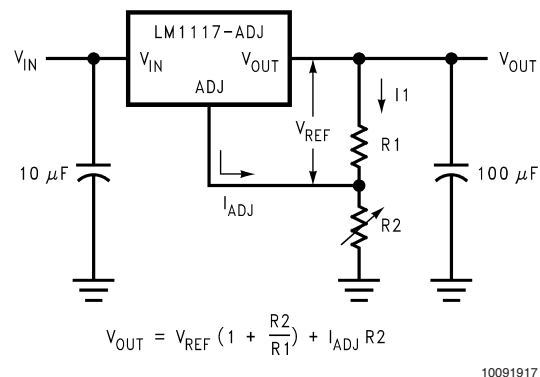 LM1117-ADJ
VIN
VIN
VOUT
VOUT
ADJ
I1
VREF
R1
10 μF
100 μF
IADJ
R2
VOUT = VREF (1 + R2/R1) + IADJ R2
10091917